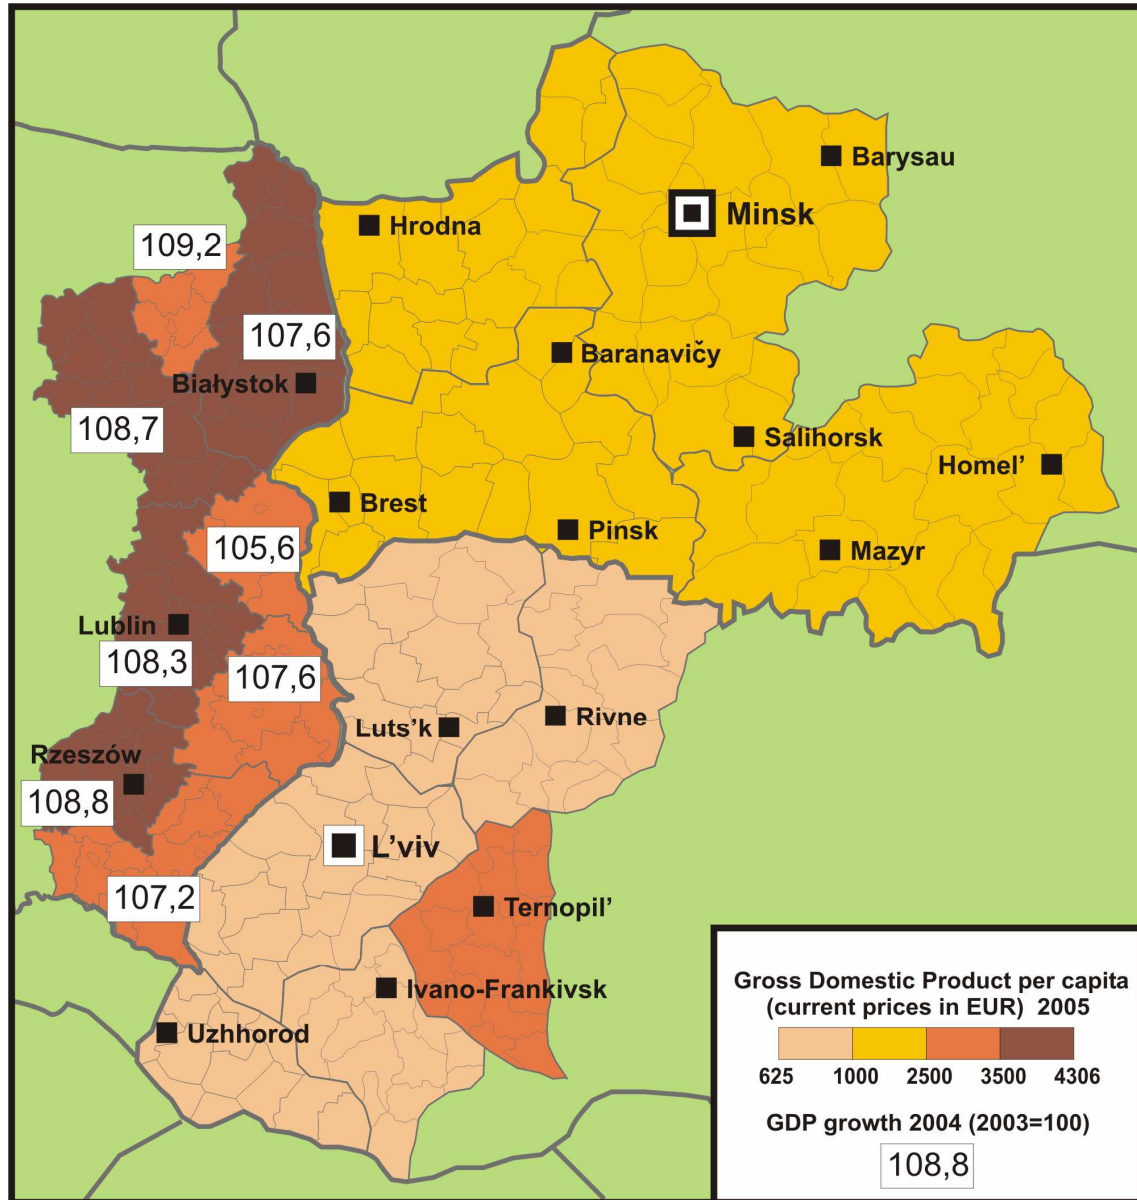 Barysau
Minsk
Hrodna
109,2
107,6
Baranavičy
Białystok
108,7
Salihorsk
Homel’
Brest
Pinsk
105,6
Mazyr
Lublin
108,3
107,6
Luts’k
Rivne
Rzeszów
108,8
L’viv
107,2
Ternopil’
Ivano-Frankivsk
Uzhhorod
Gross Domestic Product per capita
(current prices in EUR) 2005
625 1000 2500 3500 4306
GDP growth 2004 (2003=100)
108,8